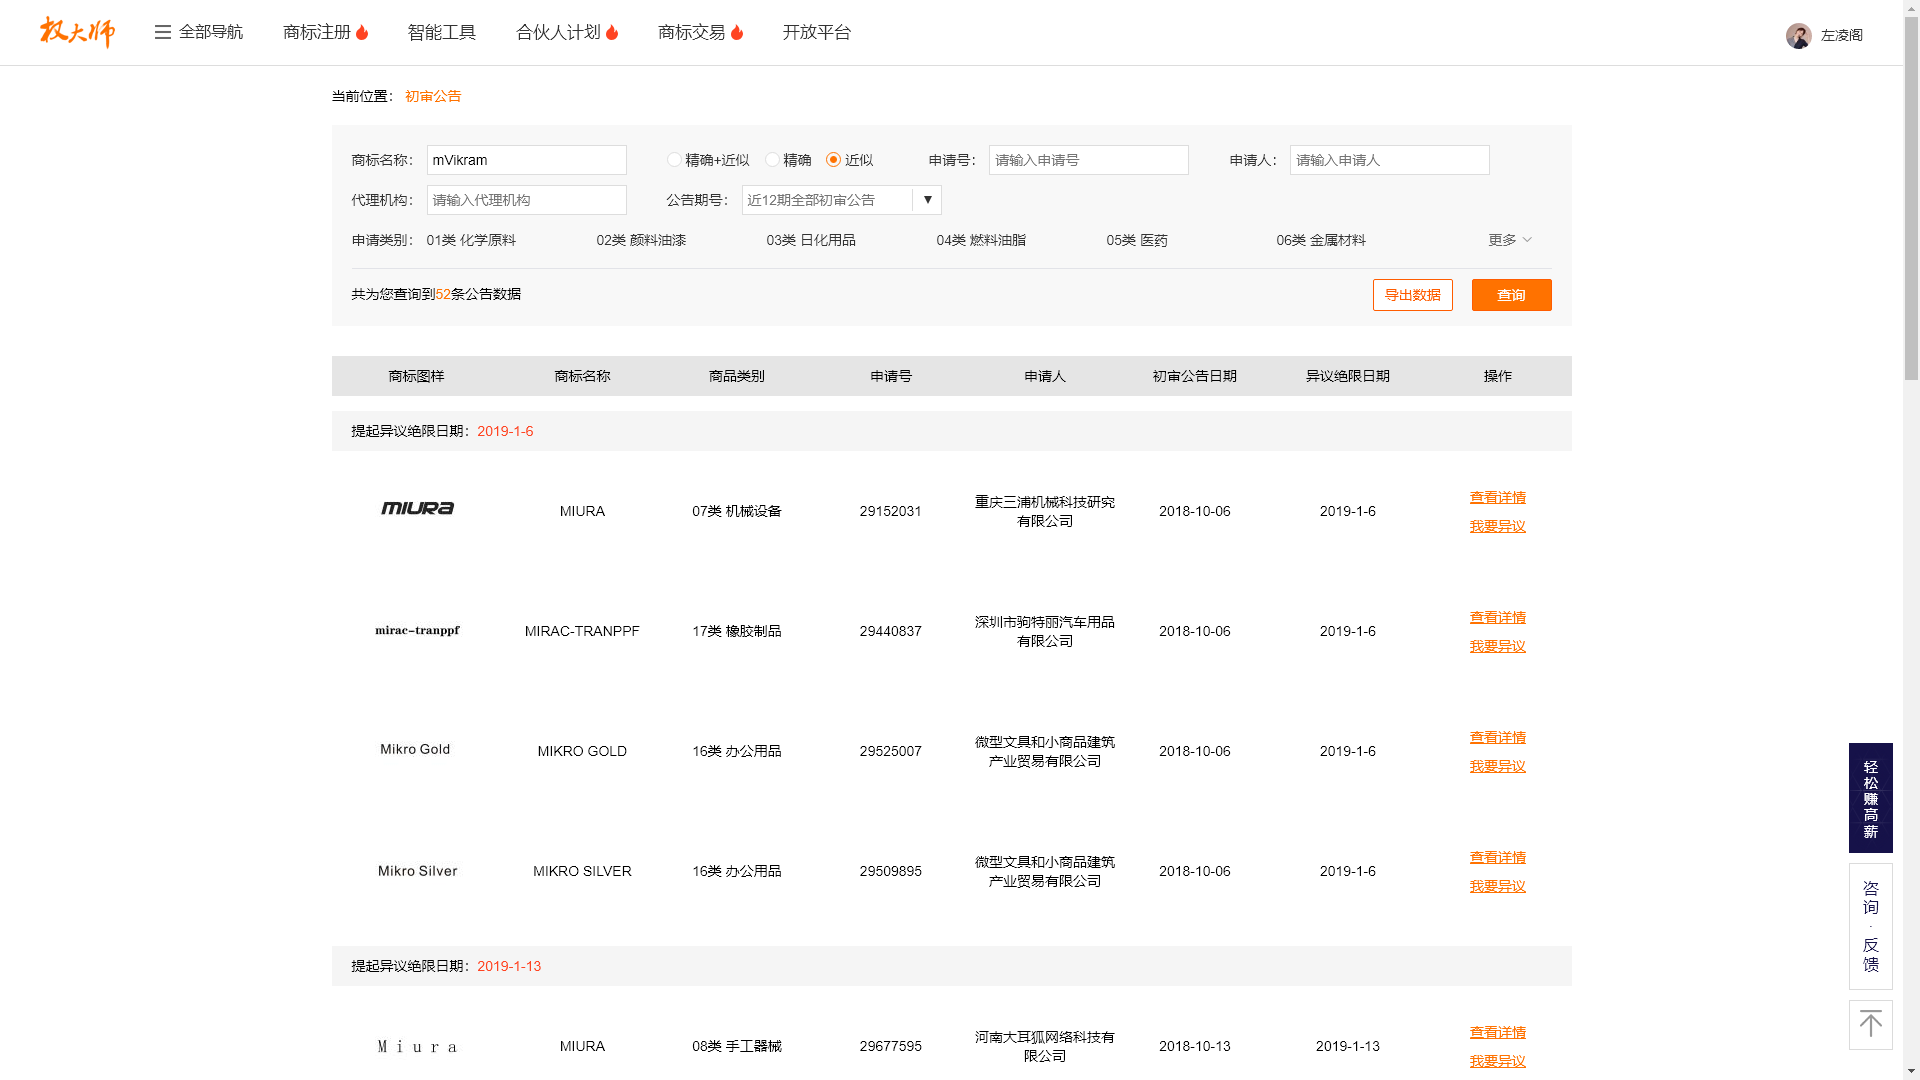 权大师
全部导航 商标注册 智能工具 合伙人计划 商标交易 开放平台 左凌阁
当前位置： 初审公告
商标名称： mVikram 精确+近似 精确 近似 申请号： 请输入申请号 申请人： 请输入申请人
代理机构： 请输入代理机构 公告期号： 近12期全部初审公告 ▼
申请类别： 01类 化学原料 02类 颜料油漆 03类 日化用品 04类 燃料油脂 05类 医药 06类 金属材料 更多
共为您查询到52条公告数据 导出数据 查询
商标图样 商标名称 商品类别 申请号 申请人 初审公告日期 异议绝限日期 操作
提起异议绝限日期：2019-1-6
MIURA MIURA 07类 机械设备 29152031 重庆三浦机械科技研究有限公司 2018-10-06 2019-1-6 查看详情
我要异议
mirac-tranppf MIRAC-TRANPPF 17类 橡胶制品 29440837 深圳市驹特丽汽车用品有限公司 2018-10-06 2019-1-6 查看详情
我要异议
Mikro Gold MIKRO GOLD 16类 办公用品 29525007 微型文具和小商品建筑产业贸易有限公司 2018-10-06 2019-1-6 查看详情
我要异议
Mikro Silver MIKRO SILVER 16类 办公用品 29509895 微型文具和小商品建筑产业贸易有限公司 2018-10-06 2019-1-6 查看详情
我要异议
提起异议绝限日期：2019-1-13
Miura MIURA 08类 手工器械 29677595 河南大耳狐网络科技有限公司 2018-10-13 2019-1-13 查看详情
我要异议
轻松赚高薪
咨询·反馈